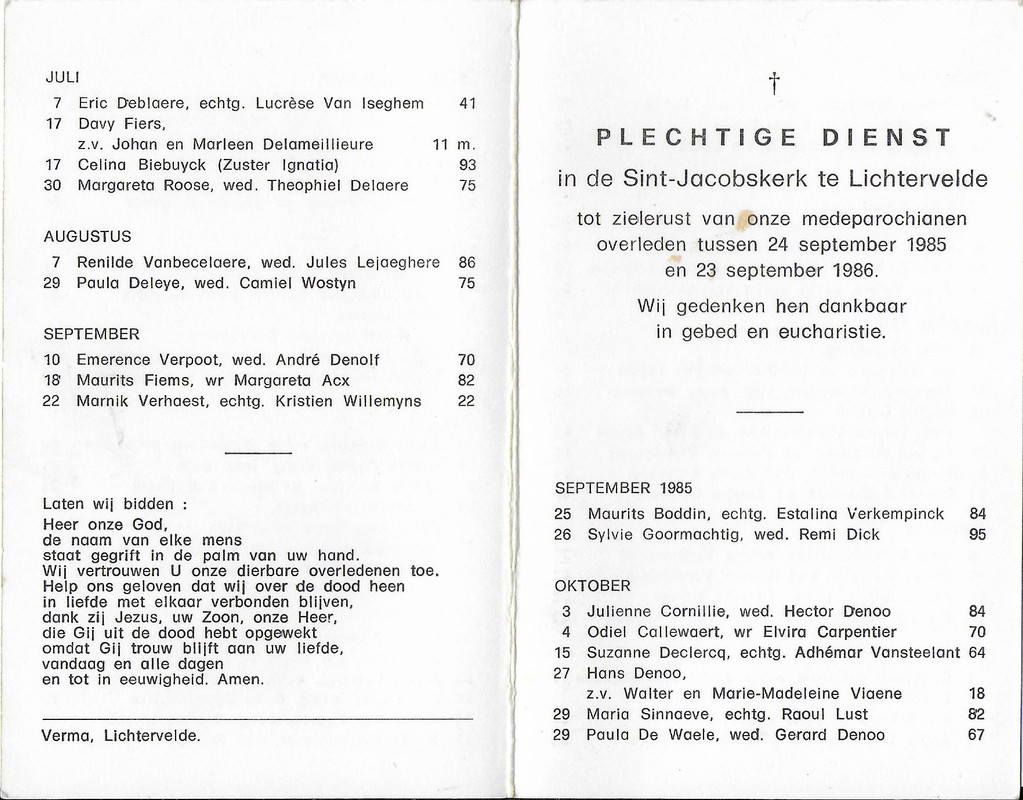 JULI
7 Eric Deblaere, echtg. Lucrèse Van Iseghem 41
17 Davy Fiers,
z.v. Johan en Marleen Delameillieure 11 m.
17 Celina Biebuyck (Zuster Ignatia) 93
30 Margareta Roose, wed. Theophiel Delaere 75
AUGUSTUS
7 Renilde Vanbecelaere, wed. Jules Lejaeghere 86
29 Paula Deleye, wed. Camiel Wostyn 75
SEPTEMBER
10 Emerence Verpoot, wed. André Denolf 70
18 Maurits Fiems, wr Margareta Acx 82
22 Marnik Verhaest, echtg. Kristien Willemyns 22
Laten wij bidden :
Heer onze God,
de naam van elke mens
staat gegrift in de palm van uw hand.
Wij vertrouwen U onze dierbare overledenen toe.
Help ons geloven dat wij over de dood heen
in liefde met elkaar verbonden blijven,
dank zij Jezus, uw Zoon, onze Heer,
die Gij uit de dood hebt opgewekt
omdat Gij trouw blijft aan uw liefde,
vandaag en alle dagen
en tot in eeuwigheid. Amen.
Verma, Lichtervelde.
†
PLECHTIGE DIENST
in de Sint-Jacobskerk te Lichtervelde
tot zielerust van onze medeparochianen
overleden tussen 24 september 1985
en 23 september 1986.
Wij gedenken hen dankbaar
in gebed en eucharistie.
SEPTEMBER 1985
25 Maurits Boddin, echtg. Estalina Verkempinck 84
26 Sylvie Goormachtig, wed. Remi Dick 95
OKTOBER
3 Julienne Cornillie, wed. Hector Denoo 84
4 Odiel Callewaert, wr Elvira Carpentier 70
15 Suzanne Declercq, echtg. Adhémar Vansteelant 64
27 Hans Denoo,
z.v. Walter en Marie-Madeleine Viaene 18
29 Maria Sinnaeve, echtg. Raoul Lust 82
29 Paula De Waele, wed. Gerard Denoo 67